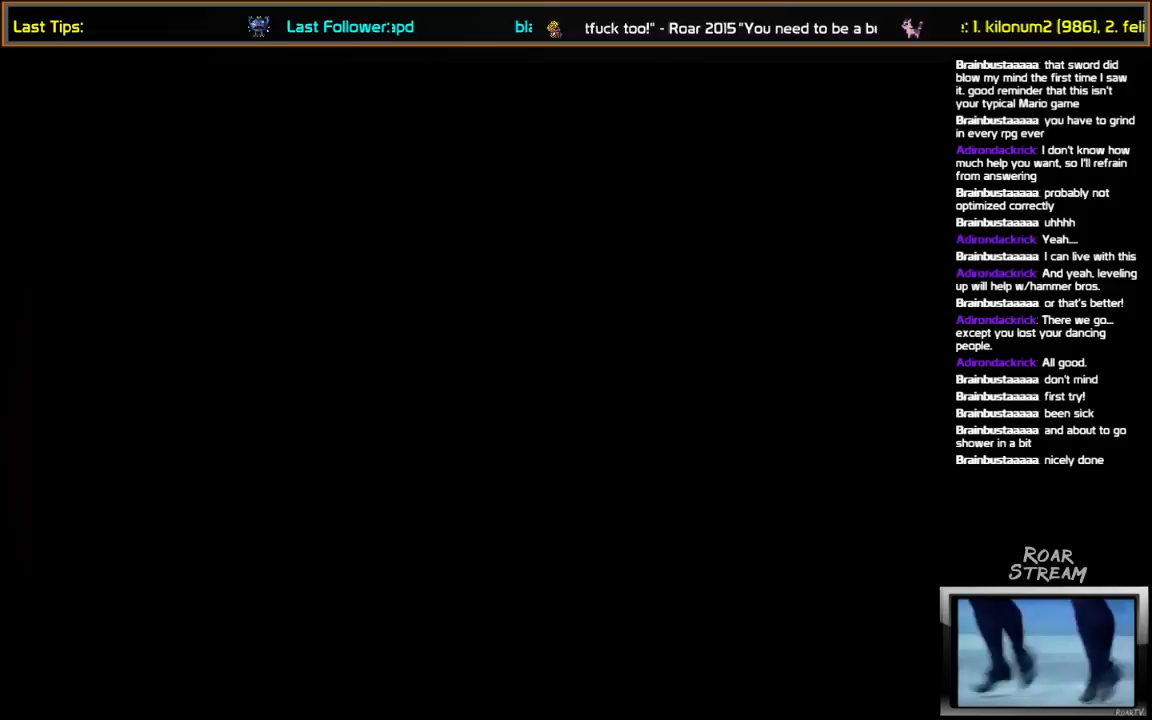 Last Tips:
Last Follower:
apd
bla
tfuck too!" - Roar 2015 "You need to be a bu
: 1. kilonum2 (986), 2. feli
Brainbustaaaaa: that sword did
blow my mind the first time I saw
it. good reminder that this isn't
your typical Mario game
Brainbustaaaaa: you have to grind
in every rpg ever
Adirondackrick: I don't know how
much help you want, so I'll refrain
from answering
Brainbustaaaaa: probably not
optimized correctly
Brainbustaaaaa: uhhhh
Adirondackrick: Yeah....
Brainbustaaaaa: I can live with this
Adirondackrick: And yeah, leveling
up will help w/hammer bros.
Brainbustaaaaa: or that's better!
Adirondackrick: There we go...
except you lost your dancing
people.
Adirondackrick: All good.
Brainbustaaaaa: don't mind
Brainbustaaaaa: first try!
Brainbustaaaaa: been sick
Brainbustaaaaa: and about to go
shower in a bit
Brainbustaaaaa: nicely done
ROAR
STREAM
ROARTV